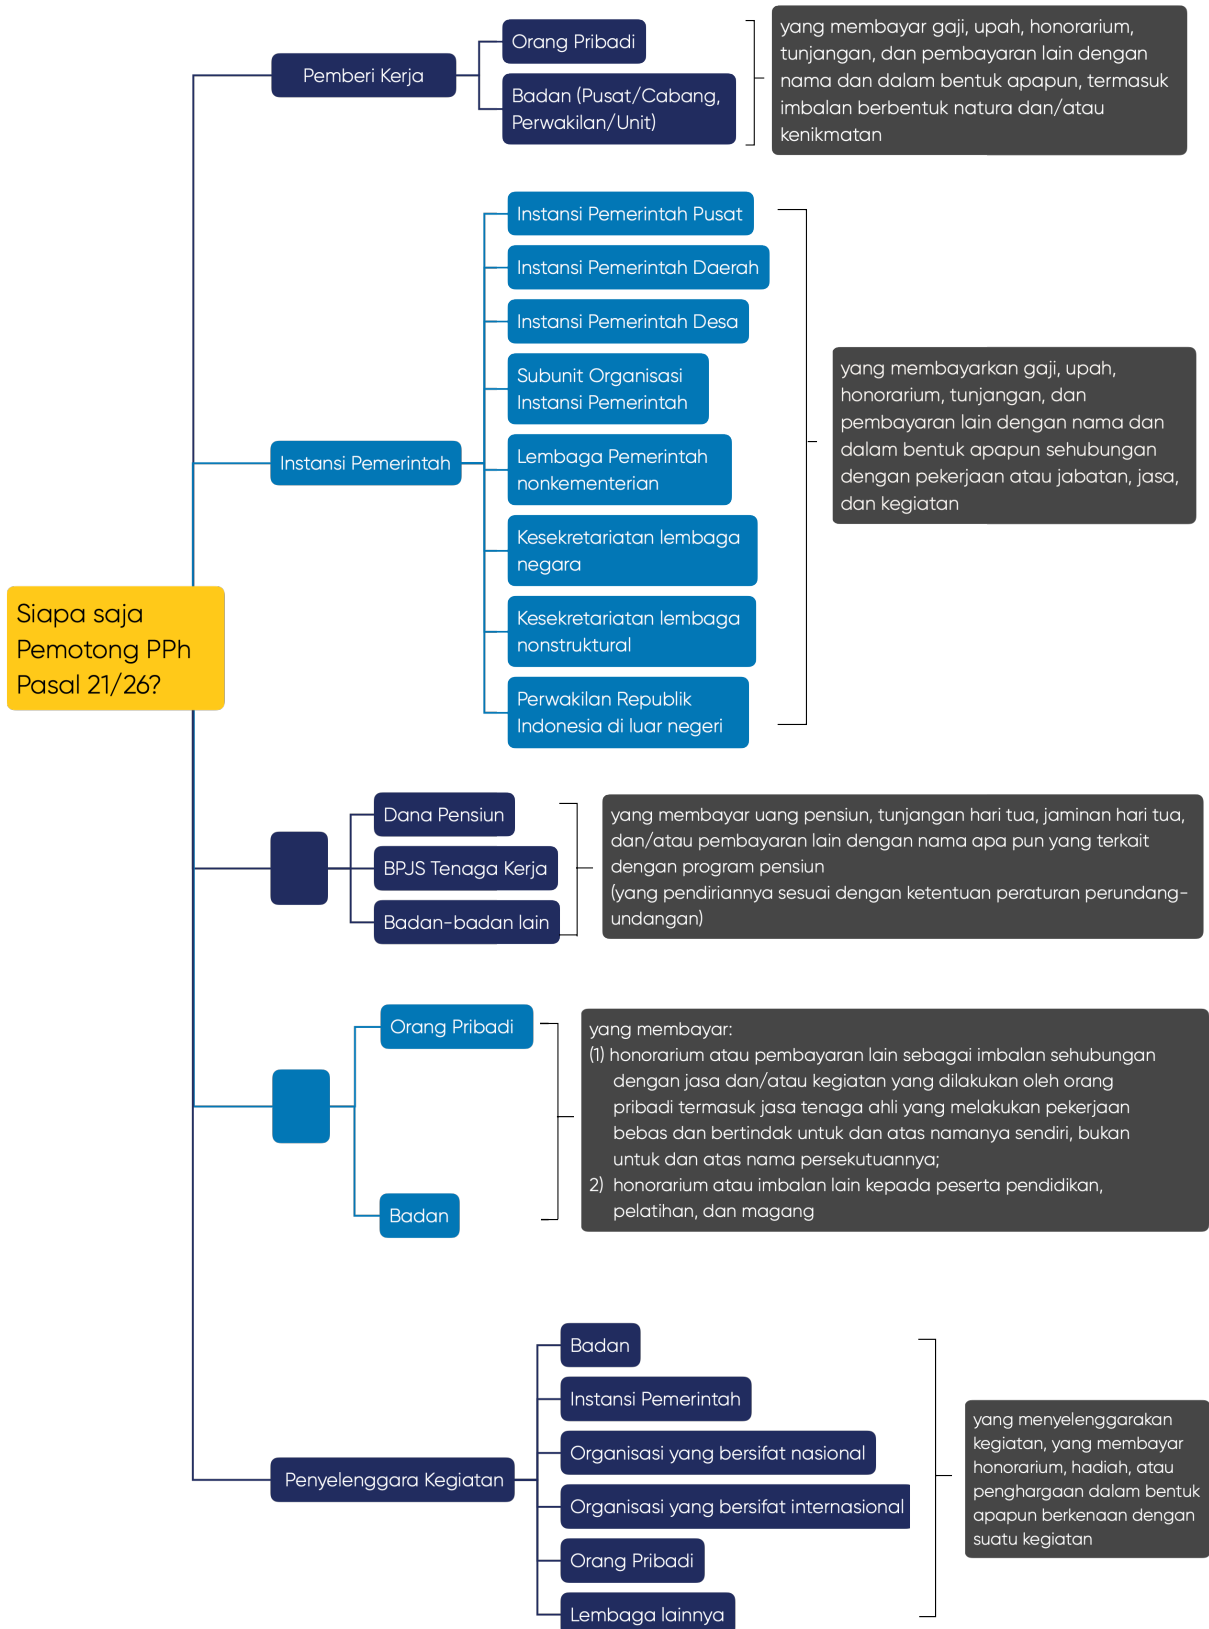 Siapa saja
Pemotong PPh
Pasal 21/26?
Pemberi Kerja
Orang Pribadi
Badan (Pusat/Cabang,
Perwakilan/Unit)
yang membayar gaji, upah, honorarium,
tunjangan, dan pembayaran lain dengan
nama dan dalam bentuk apapun, termasuk
imbalan berbentuk natura dan/atau
kenikmatan
Instansi Pemerintah
Instansi Pemerintah Pusat
Instansi Pemerintah Daerah
Instansi Pemerintah Desa
Subunit Organisasi
Instansi Pemerintah
Lembaga Pemerintah
nonkementerian
Kesekretariatan lembaga
negara
Kesekretariatan lembaga
nonstruktural
Perwakilan Republik
Indonesia di luar negeri
yang membayarkan gaji, upah,
honorarium, tunjangan, dan
pembayaran lain dengan nama dan
dalam bentuk apapun sehubungan
dengan pekerjaan atau jabatan, jasa,
dan kegiatan
Dana Pensiun
BPJS Tenaga Kerja
Badan-badan lain
yang membayar uang pensiun, tunjangan hari tua, jaminan hari tua,
dan/atau pembayaran lain dengan nama apa pun yang terkait
dengan program pensiun
(yang pendiriannya sesuai dengan ketentuan peraturan perundang-
undangan)
Orang Pribadi
Badan
yang membayar:
(1) honorarium atau pembayaran lain sebagai imbalan sehubungan
dengan jasa dan/atau kegiatan yang dilakukan oleh orang
pribadi termasuk jasa tenaga ahli yang melakukan pekerjaan
bebas dan bertindak untuk dan atas namanya sendiri, bukan
untuk dan atas nama persekutuannya;
2) honorarium atau imbalan lain kepada peserta pendidikan,
pelatihan, dan magang
Penyelenggara Kegiatan
Badan
Instansi Pemerintah
Organisasi yang bersifat nasional
Organisasi yang bersifat internasional
Orang Pribadi
Lembaga lainnya
yang menyelenggarakan
kegiatan, yang membayar
honorarium, hadiah, atau
penghargaan dalam bentuk
apapun berkenaan dengan
suatu kegiatan